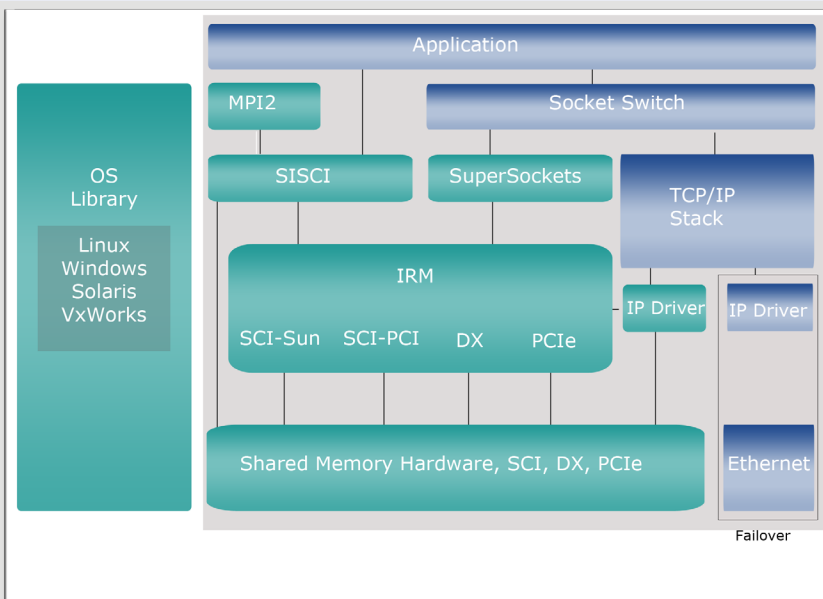 Application
MPI2
Socket Switch
OS
Library
Linux
Windows
Solaris
VxWorks
SISCI
SuperSockets
TCP/IP
Stack
IRM
SCI-Sun
SCI-PCI
DX
PCIe
IP Driver
IP Driver
Shared Memory Hardware, SCI, DX, PCIe
Ethernet
Failover